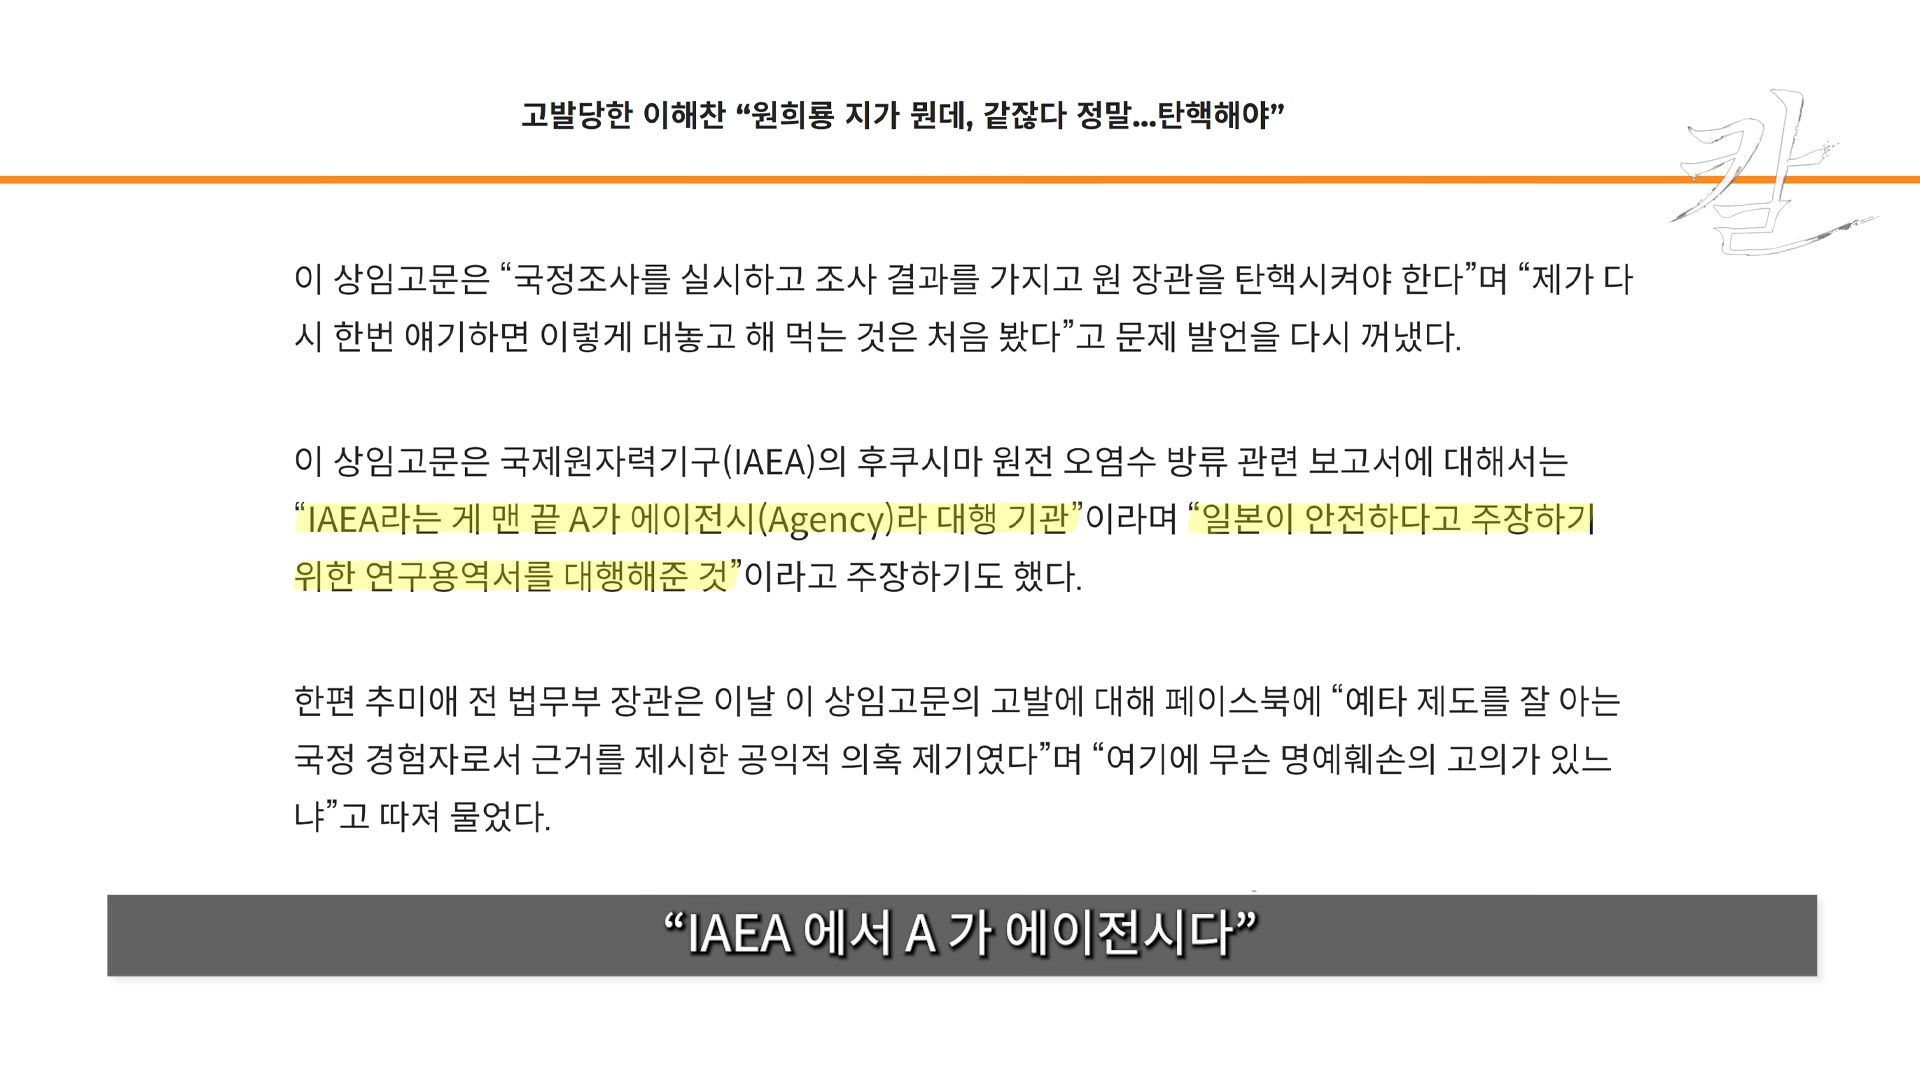 고발당한 이해찬 “원희룡 지가 뭔데, 같잖다 정말...탄핵해야”
칼
이 상임고문은 “국정조사를 실시하고 조사 결과를 가지고 원 장관을 탄핵시켜야 한다”며 “제가 다
시 한번 얘기하면 이렇게 대놓고 해 먹는 것은 처음 봤다”고 문제 발언을 다시 꺼냈다.
이 상임고문은 국제원자력기구(IAEA)의 후쿠시마 원전 오염수 방류 관련 보고서에 대해서는
“IAEA라는 게 맨 끝 A가 에이전시(Agency)라 대행 기관”이라며 “일본이 안전하다고 주장하기
위한 연구용역서를 대행해준 것”이라고 주장하기도 했다.
한편 추미애 전 법무부 장관은 이날 이 상임고문의 고발에 대해 페이스북에 “예타 제도를 잘 아는
국정 경험자로서 근거를 제시한 공익적 의혹 제기였다”며 “여기에 무슨 명예훼손의 고의가 있느
냐”고 따져 물었다.
“IAEA 에서 A 가 에이전시다”